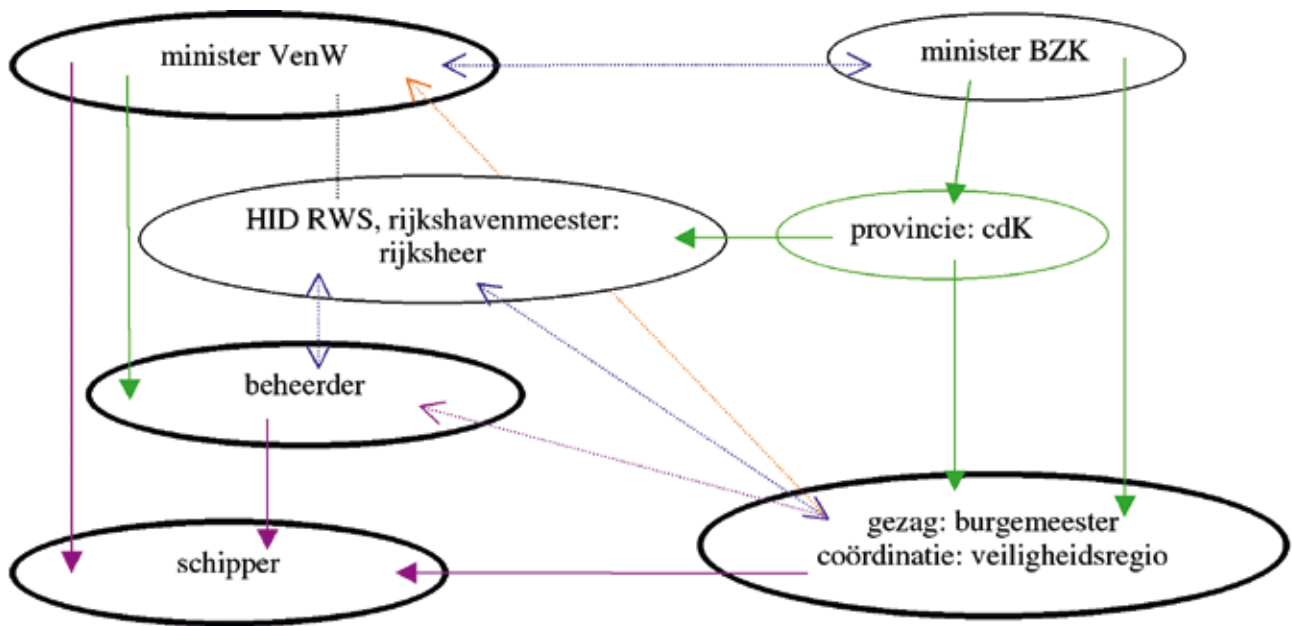 minister VenW
minister BZK
HID RWS, rijkshavenmeester:
rijksheer
provincie: cdK
beheerder
gezag: burgemeester
coördinatie: veiligheidsregio
schipper